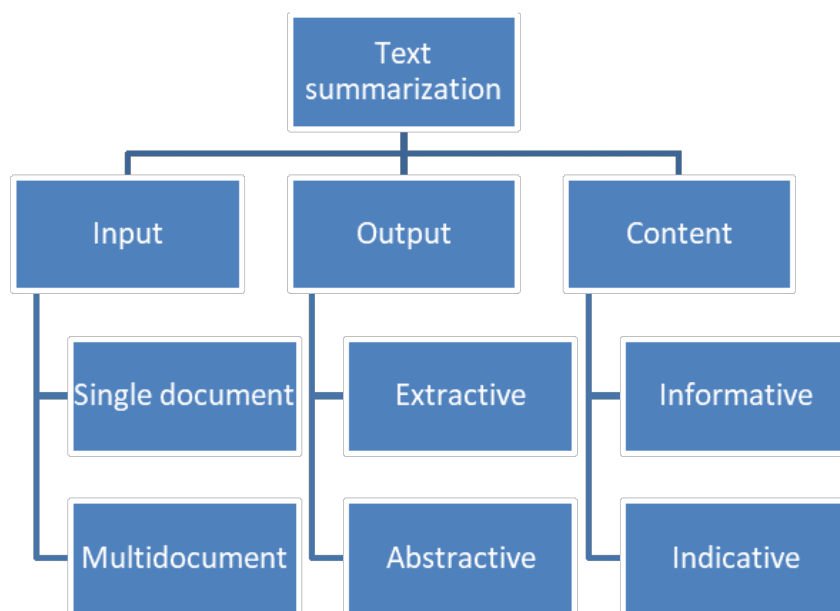 Text
summarization
Input
Output
Content
Single document
Extractive
Informative
Multidocument
Abstractive
Indicative